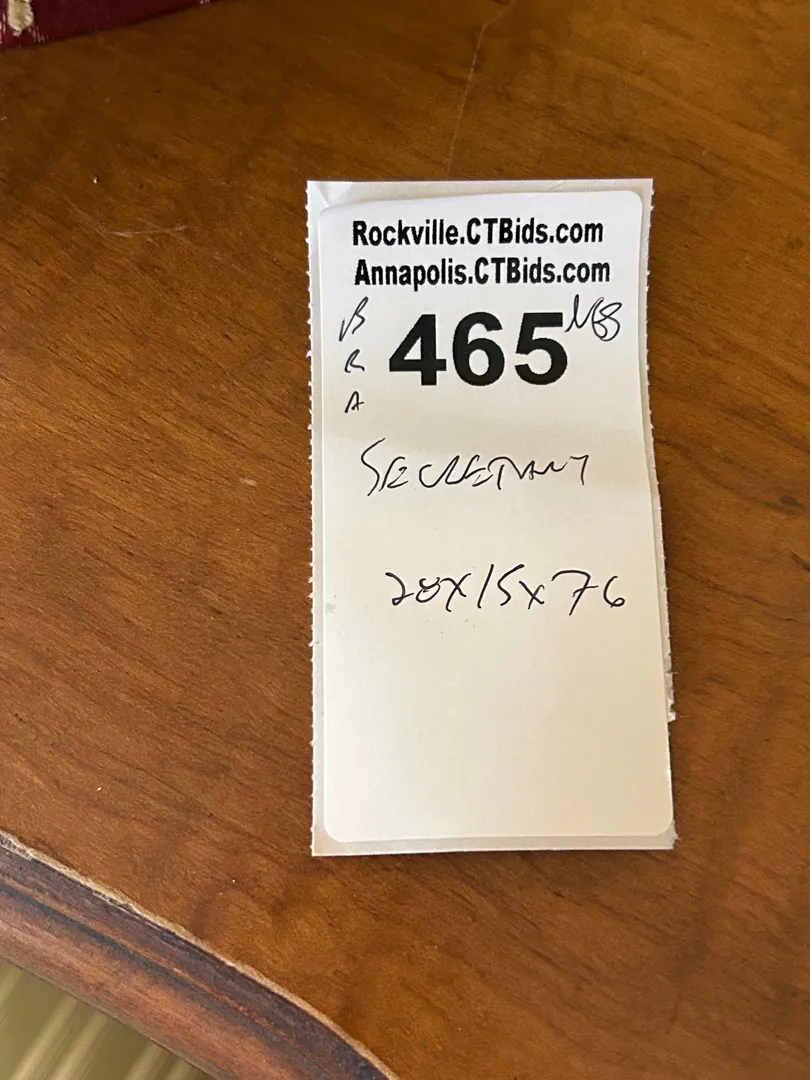 Rockville.CTBids.com
Annapolis.CTBids.com
B
R
A
465
SECRETARY
28X15X76